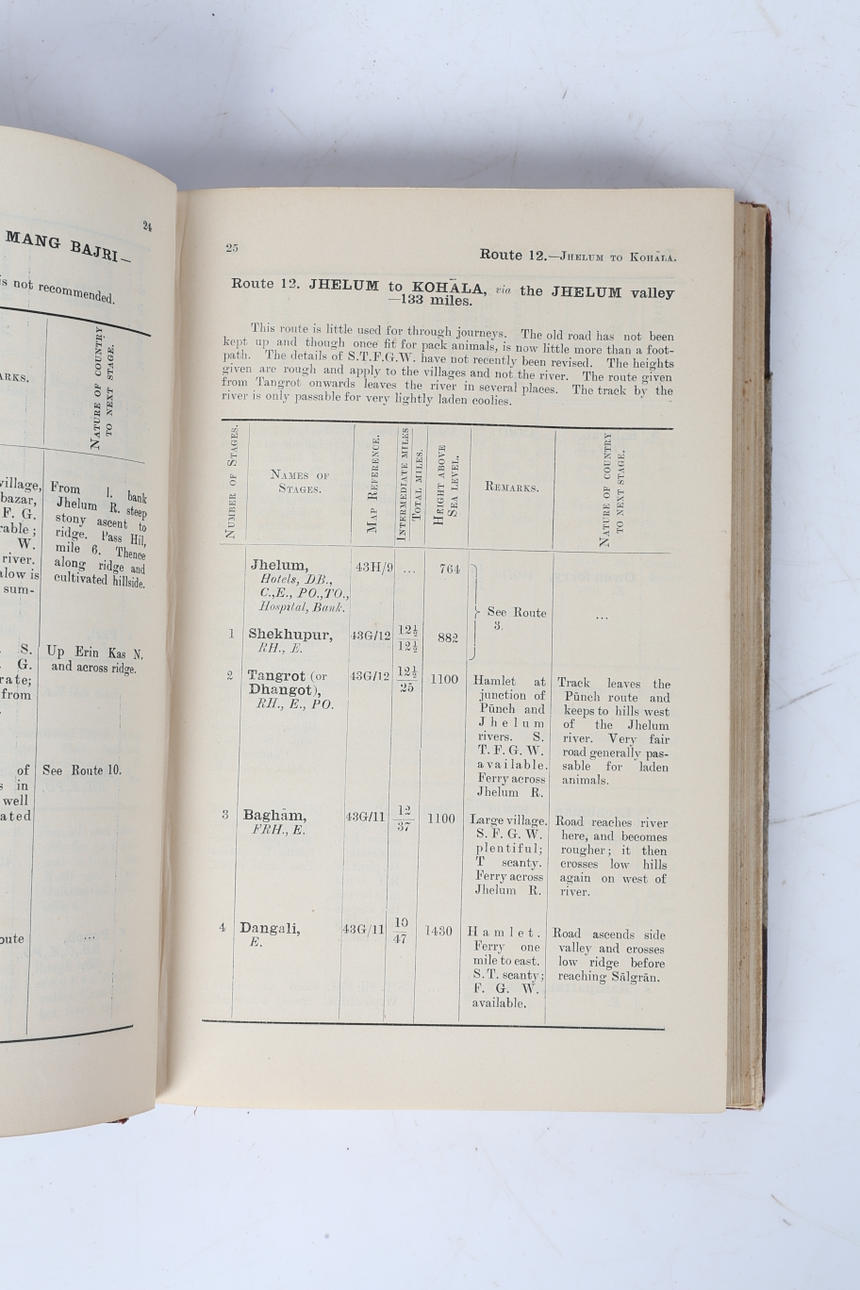 24
MANG BAJRI—
is not recommended.
NATURE OF COUNTRY
TO NEXT STAGE.
village,
bazar,
F. G.
W.
river.
sum-
From l. bank
Jhelum R. steep
stony ascent to
ridge. Pass Hil,
mile 6. Thence
along ridge and
cultivated hillside.
S.
G.
from
Up Erin Kas N.
and across ridge.
of
in
well
See Route 10.
...
25
Route 12.—JHELUM TO KOHĀLA.
Route 12. JHELUM to KOHĀLA, via the JHELUM valley
—133 miles.
This route is little used for through journeys. The old road has not been
kept up and though once fit for pack animals, is now little more than a foot-
path. The details of S.T.F.G.W. have not recently been revised. The heights
given are rough and apply to the villages and not the river. The route given
from Tangrot onwards leaves the river in several places. The track by the
river is only passable for very lightly laden coolies.
NUMBER OF STAGES.
NAMES OF
STAGES.
MAP REFERENCE.
INTERMEDIATE MILES
TOTAL MILES.
HEIGHT ABOVE
SEA LEVEL.
REMARKS.
NATURE OF COUNTRY
TO NEXT STAGE.
Jhelum, 43H/9 ... 764
Hotels, DB.,
C.,E., PO.,TO.,
Hospital, Bank.
See Route
3.
...
1 Shekhupur, 43G/12 12½ 882
RH., E. 12½
2 Tangrot (or 43G/12 12½ 1100
Dhangot), 25
RH., E., PO.
Hamlet at
junction of
Pūnch and
Jhelum
rivers. S.
T. F. G. W.
available.
Ferry across
Jhelum R.
Track leaves the
Pūnch route and
keeps to hills west
of the Jhelum
river. Very fair
road generally pas-
sable for laden
animals.
3 Baghām, 43G/11 12 1100
FRH., E. 37
Large village.
S. F. G. W.
plentiful;
T scanty.
Ferry across
Jhelum R.
Road reaches river
here, and becomes
rougher; it then
crosses low hills
again on west of
river.
4 Dangali, 43G/11 10 1430
E. 47
Hamlet.
Ferry one
mile to east.
S.T. scanty;
F. G. W.
available.
Road ascends side
valley and crosses
low ridge before
reaching Sālgrān.